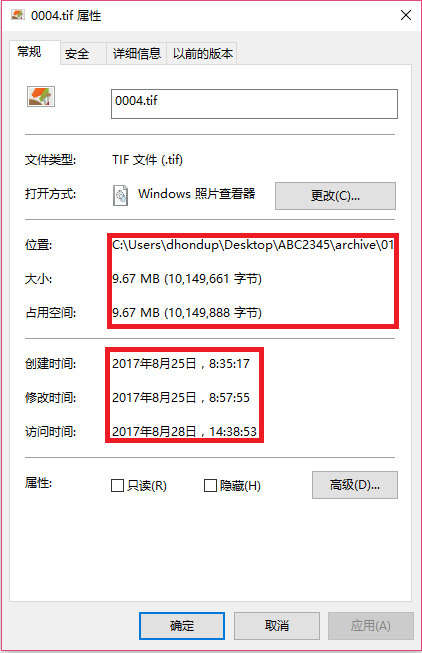 0004.tif 属性
常规 安全 详细信息 以前的版本
0004.tif
文件类型: TIF 文件 (.tif)
打开方式: Windows 照片查看器 更改(C)...
位置: C:\Users\dhondup\Desktop\ABC2345\archive\01
大小: 9.67 MB (10,149,661 字节)
占用空间: 9.67 MB (10,149,888 字节)
创建时间: 2017年8月25日，8:35:17
修改时间: 2017年8月25日，8:57:55
访问时间: 2017年8月28日，14:38:53
属性: 只读(R) 隐藏(H) 高级(D)...
确定 取消 应用(A)